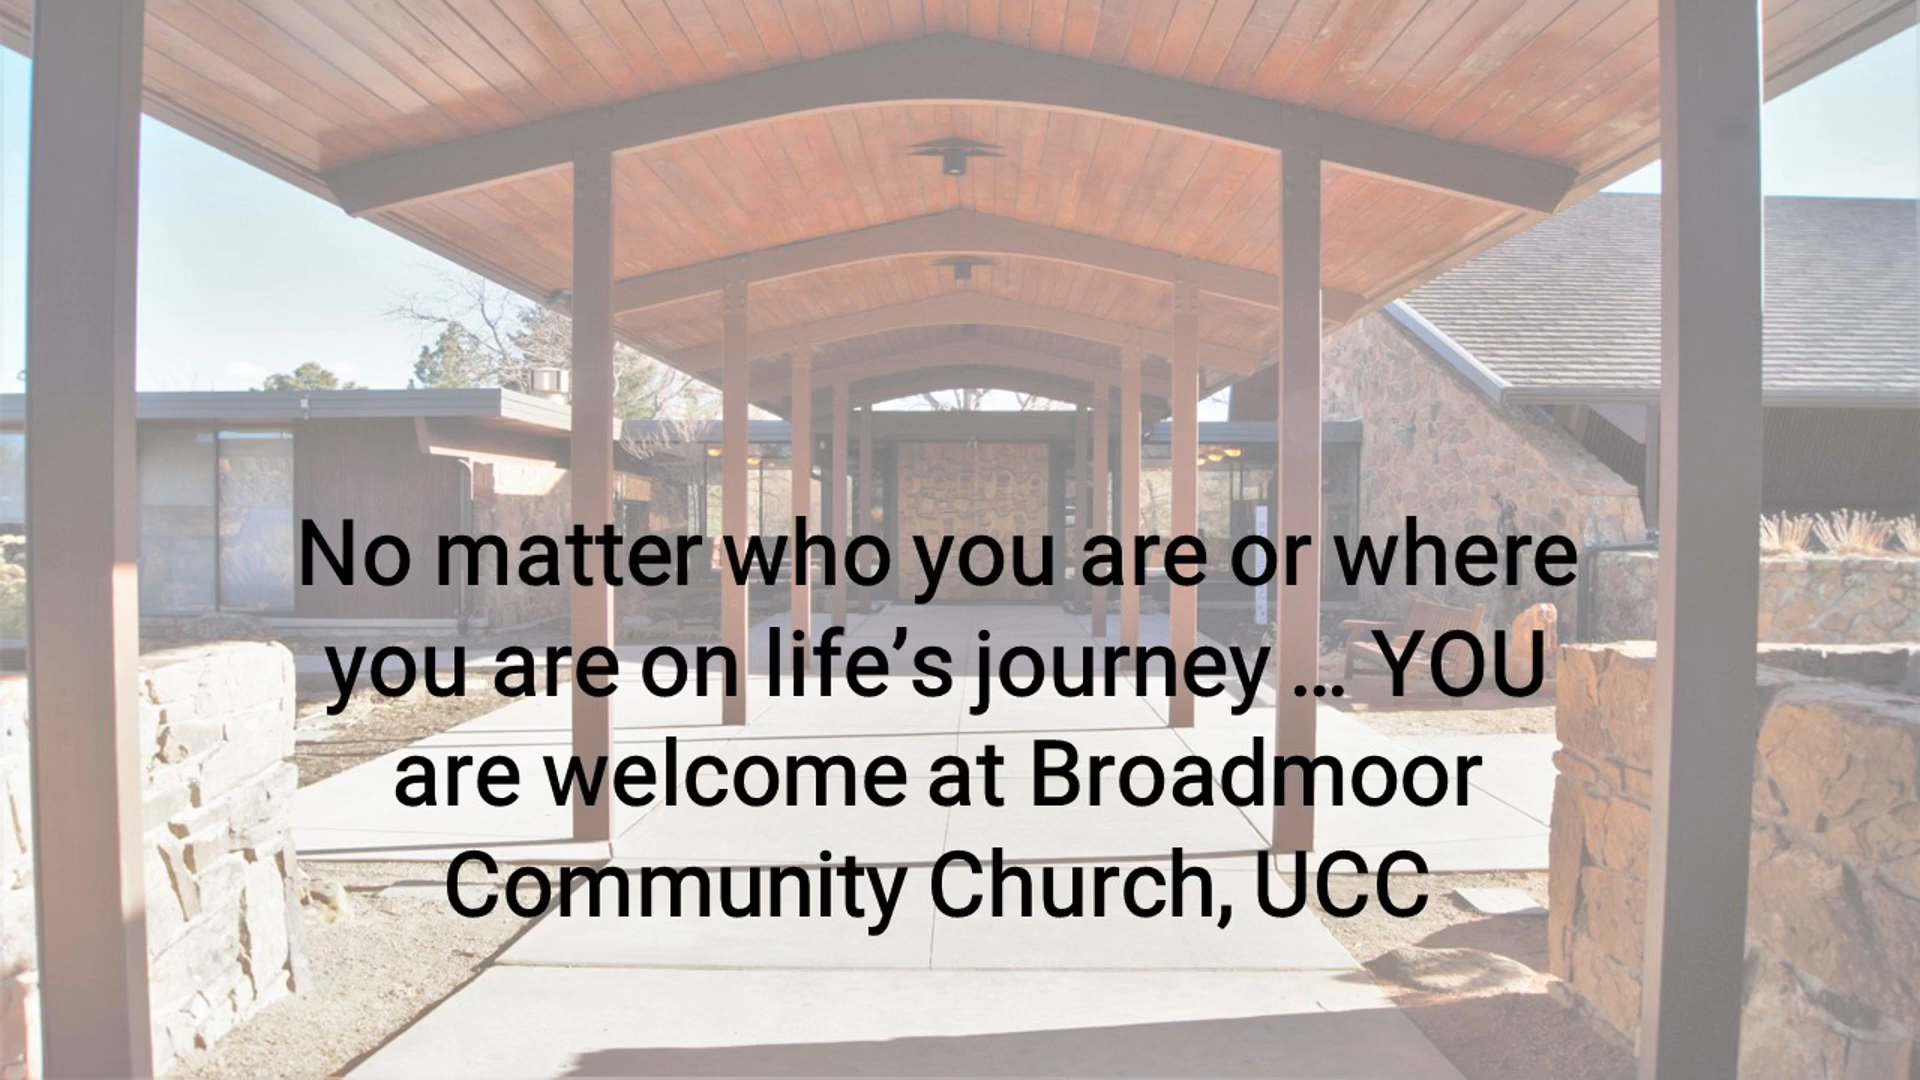 No matter who you are or where
you are on life’s journey … YOU
are welcome at Broadmoor
Community Church, UCC